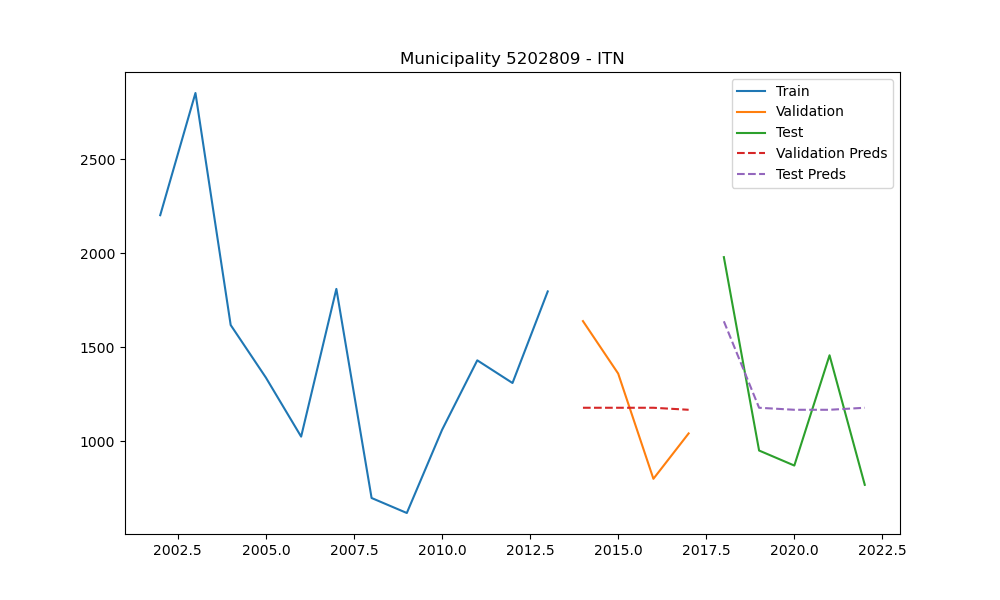 Municipality 5202809 - ITN
Train
Validation
Test
Validation Preds
Test Preds
2500
2000
1500
1000
2002.5 2005.0 2007.5 2010.0 2012.5 2015.0 2017.5 2020.0 2022.5